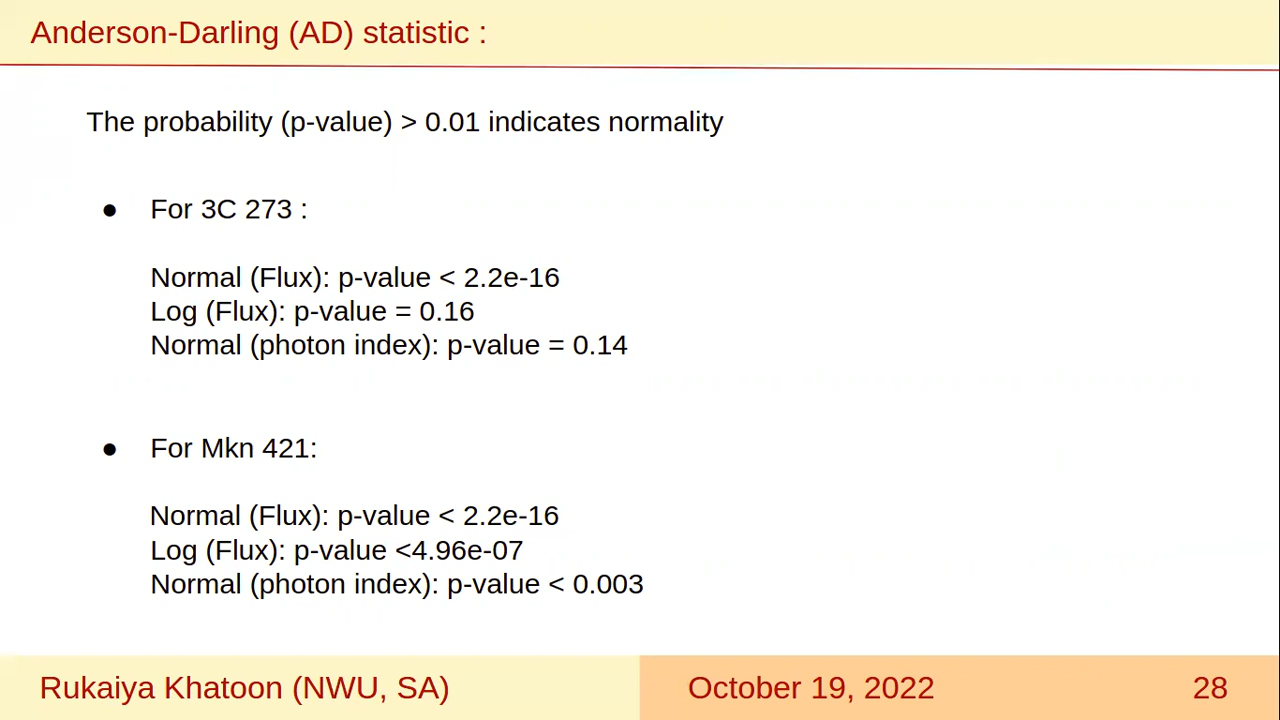 Anderson-Darling (AD) statistic :
The probability (p-value) > 0.01 indicates normality
● For 3C 273 :
Normal (Flux): p-value < 2.2e-16
Log (Flux): p-value = 0.16
Normal (photon index): p-value = 0.14
● For Mkn 421:
Normal (Flux): p-value < 2.2e-16
Log (Flux): p-value <4.96e-07
Normal (photon index): p-value < 0.003
Rukaiya Khatoon (NWU, SA) October 19, 2022 28